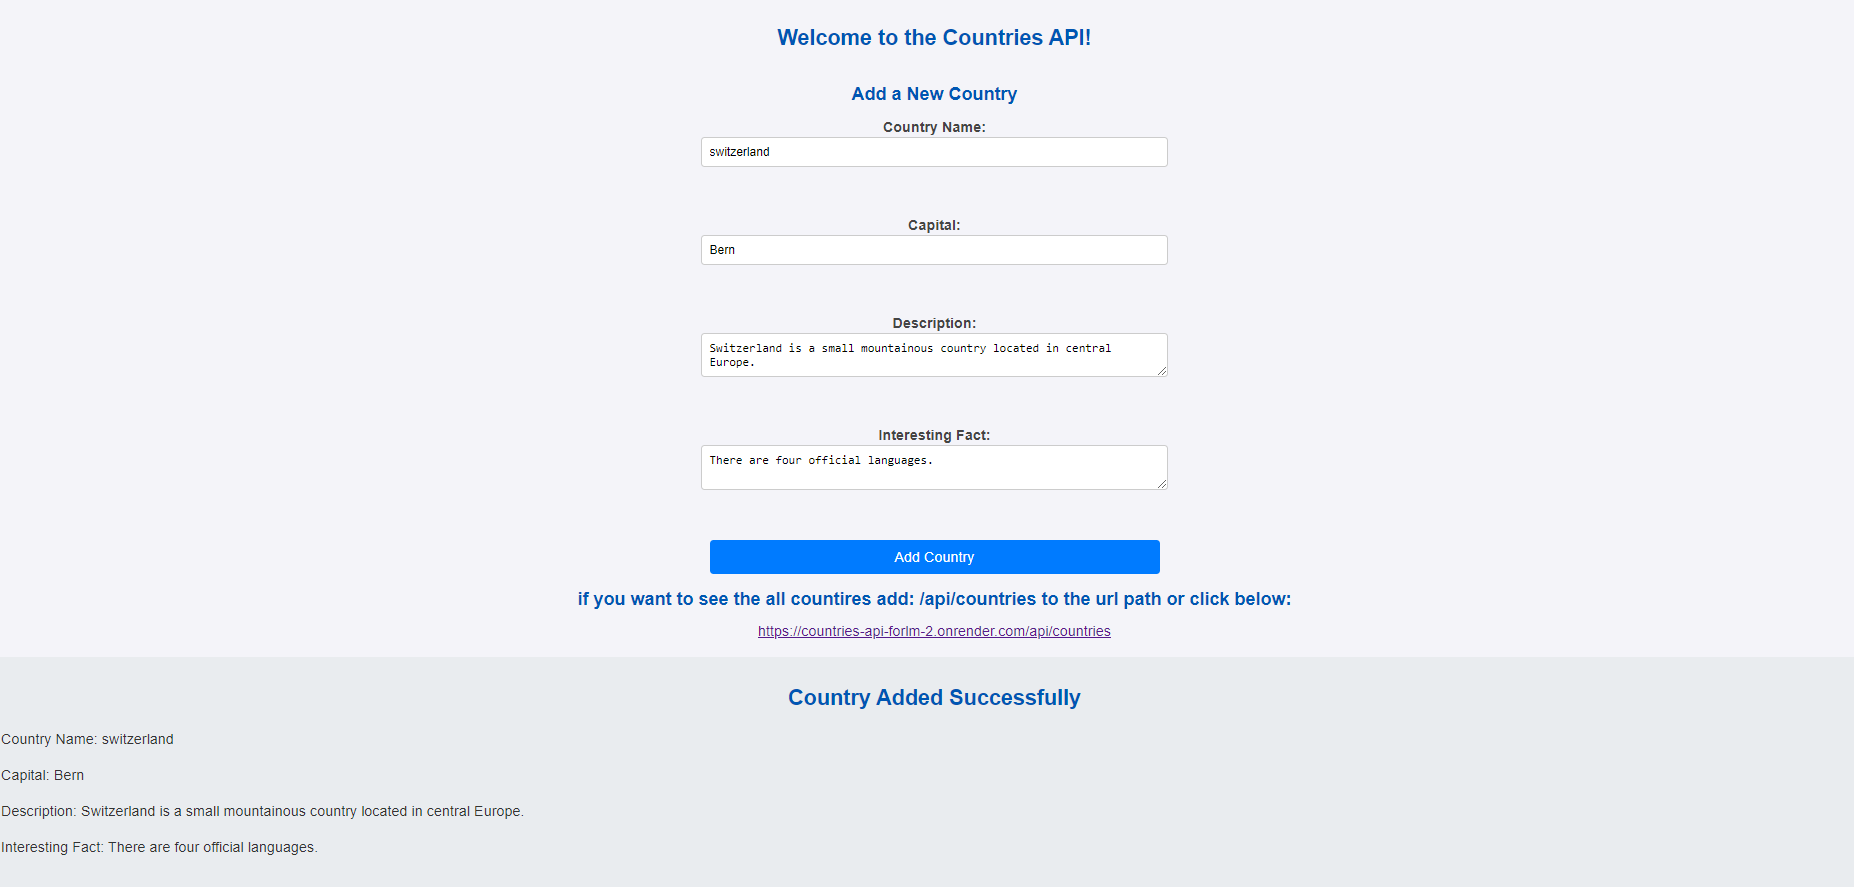 Welcome to the Countries API!
Add a New Country
Country Name:
switzerland
Capital:
Bern
Description:
Switzerland is a small mountainous country located in central
Europe.
Interesting Fact:
There are four official languages.
Add Country
if you want to see the all countires add: /api/countries to the url path or click below:
https://countries-api-forlm-2.onrender.com/api/countries
Country Added Successfully
Country Name: switzerland
Capital: Bern
Description: Switzerland is a small mountainous country located in central Europe.
Interesting Fact: There are four official languages.